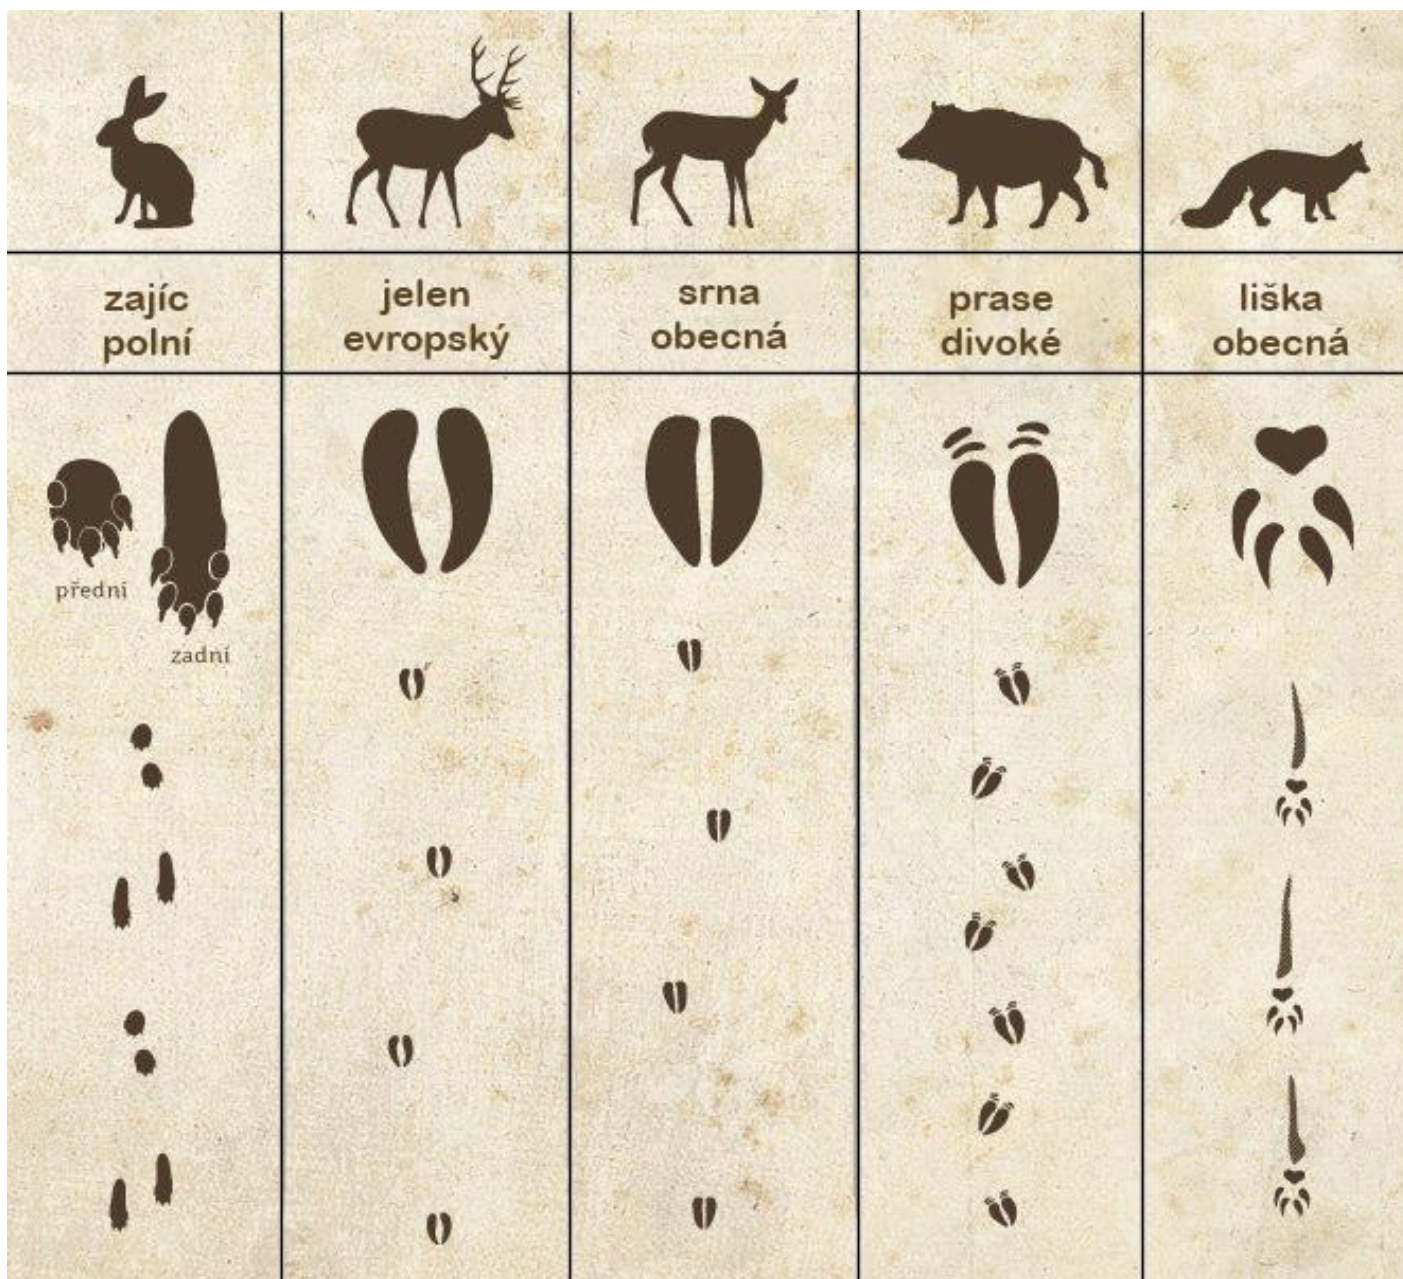 zajíc
polní
jelen
evropský
srna
obecná
prase
divoké
liška
obecná
přední
zadní